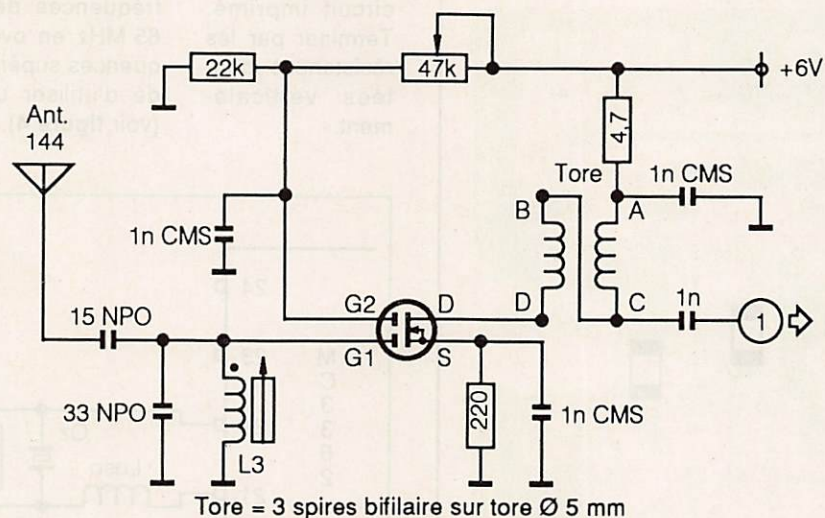 22k
47k
+6V
Ant.
144
4,7
Tore
1n CMS
B
A
1n CMS
D
C
1n
1
G2
D
15 NPO
G1
S
33 NPO
L3
220
1n CMS
Tore = 3 spires bifilaire sur tore Ø 5 mm